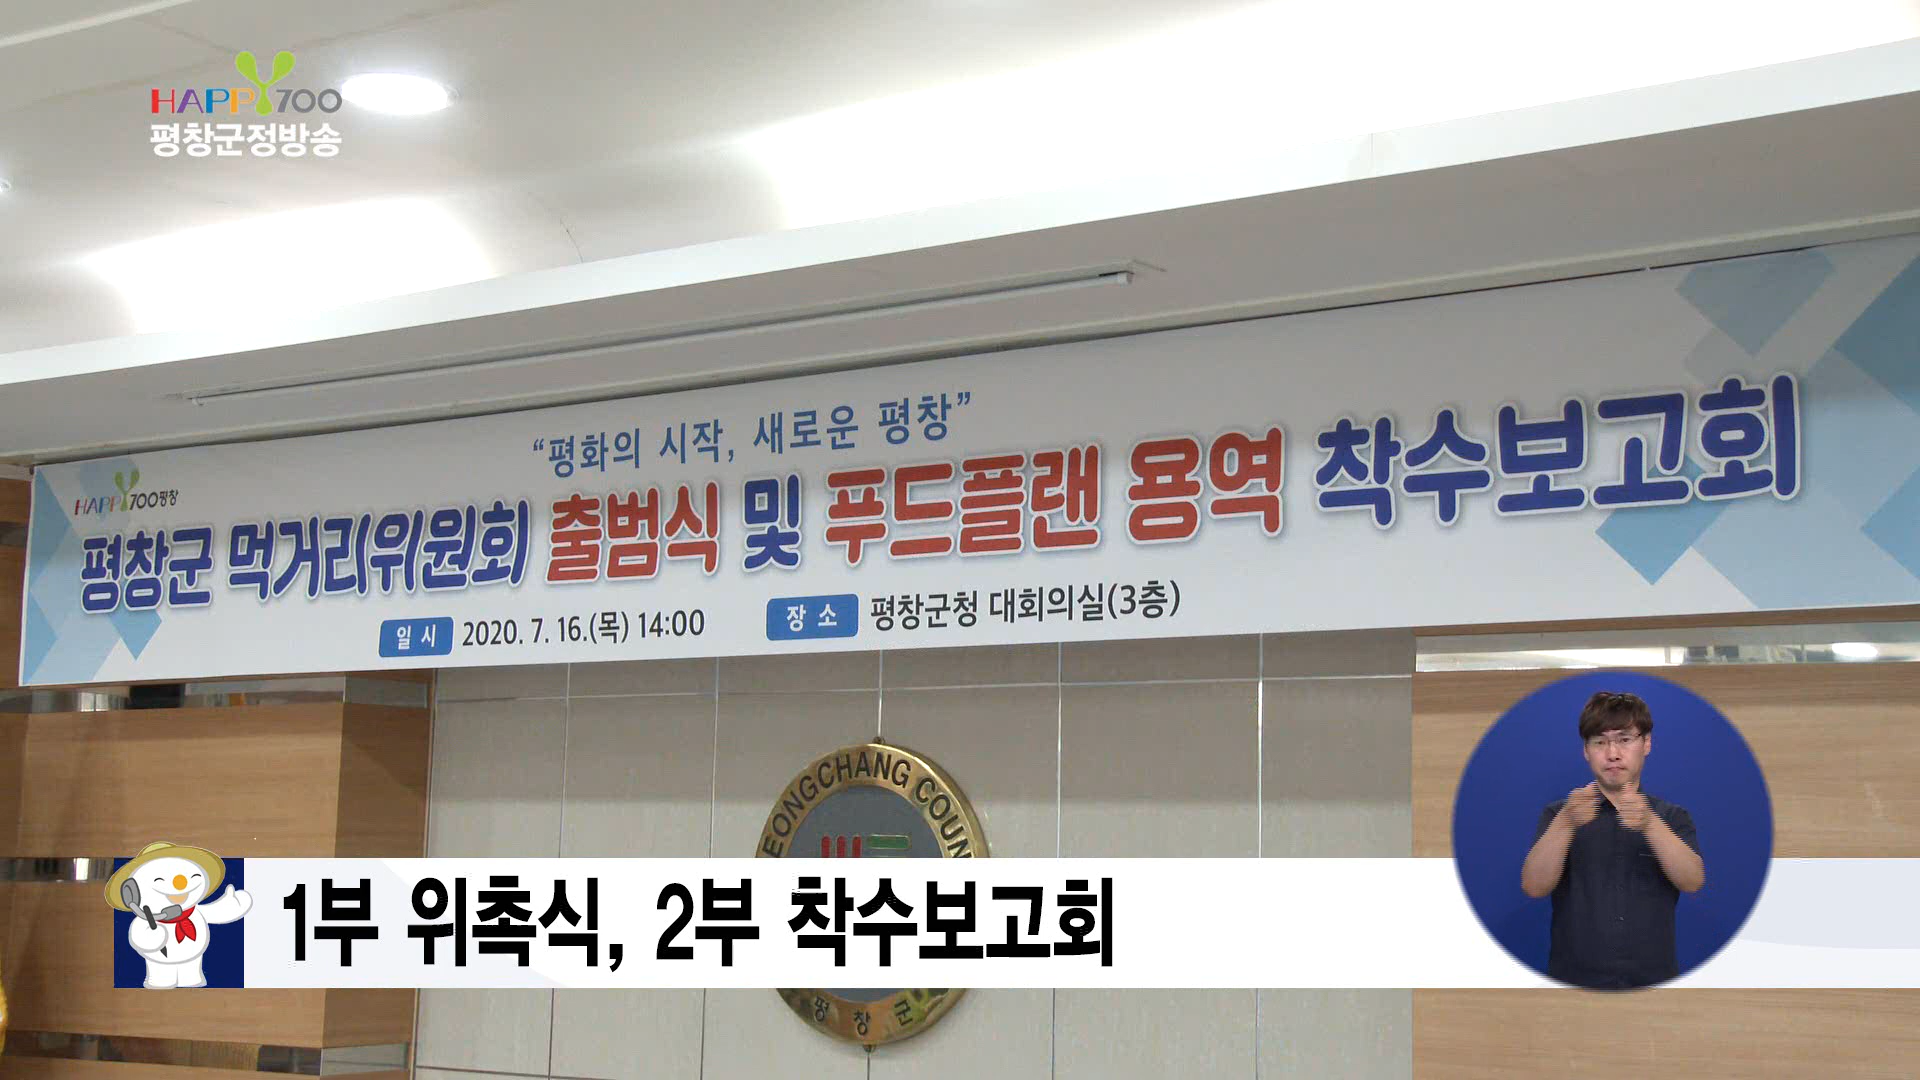 HAPPY700
평창군정방송
“평화의 시작, 새로운 평창”
HAPPY700평창
평창군 먹거리위원회 출범식 및 푸드플랜 용역 착수보고회
일 시 2020. 7. 16.(목) 14:00
장 소 평창군청 대회의실(3층)
EONGCHANG COUN
평창군
1부 위촉식, 2부 착수보고회